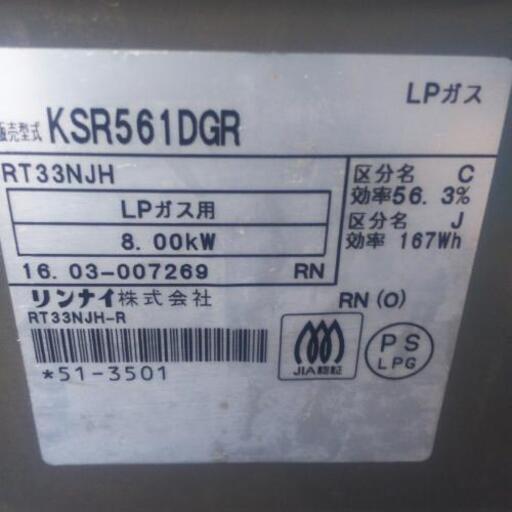 LPガス
販売型式 KSR561DGR
RT33NJH
LPガス用
8.00kW
16.03-007269 RN
区分名 C
効率56.3%
区分名 J
効率 167Wh
リンナイ株式会社
RN(O)
RT33NJH-R
*51-3501
JIA認証
PS
LPG